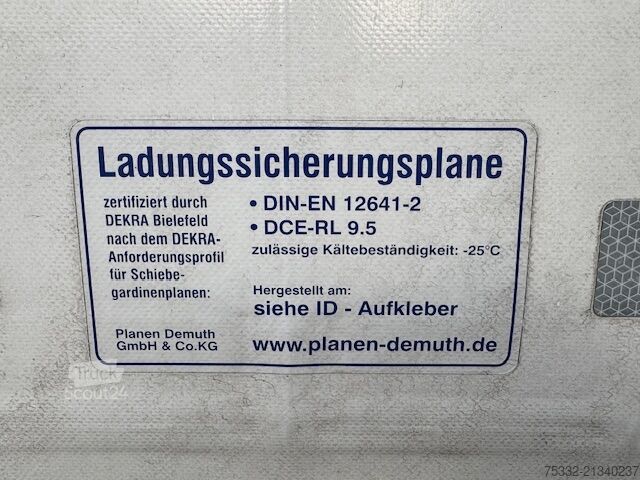 Ladungssicherungsplane
zertifiziert durch
DEKRA Bielefeld
nach dem DEKRA-
Anforderungsprofil
für Schiebe-
gardinenplanen:
• DIN-EN 12641-2
• DCE-RL 9.5
zulässige Kältebeständigkeit: -25°C
Hergestellt am:
siehe ID - Aufkleber
Planen Demuth
GmbH & Co.KG
www.planen-demuth.de
Truck
Scout24
75332-21340237